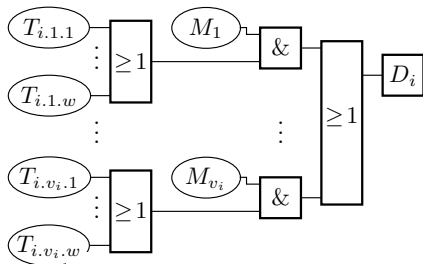 T_{i.1.1}
M_1
≥1
&
D_i
T_{i.1.w}
≥1
T_{i.v_i.1}
M_{v_i}
≥1
&
T_{i.v_i.w}